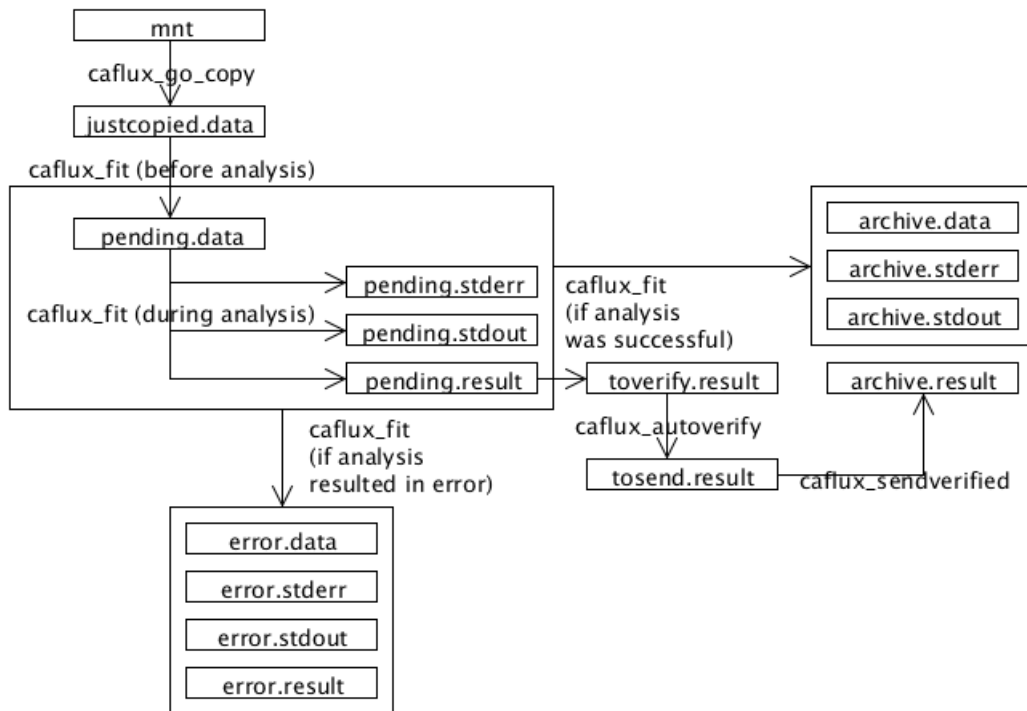 mnt
caflux_go_copy
justcopied.data
caflux_fit (before analysis)
pending.data
pending.stderr
caflux_fit (during analysis)
pending.stdout
pending.result
caflux_fit
(if analysis
was successful)
archive.data
archive.stderr
archive.stdout
toverify.result
archive.result
caflux_autoverify
tosend.result
caflux_sendverified
caflux_fit
(if analysis
resulted in error)
error.data
error.stderr
error.stdout
error.result